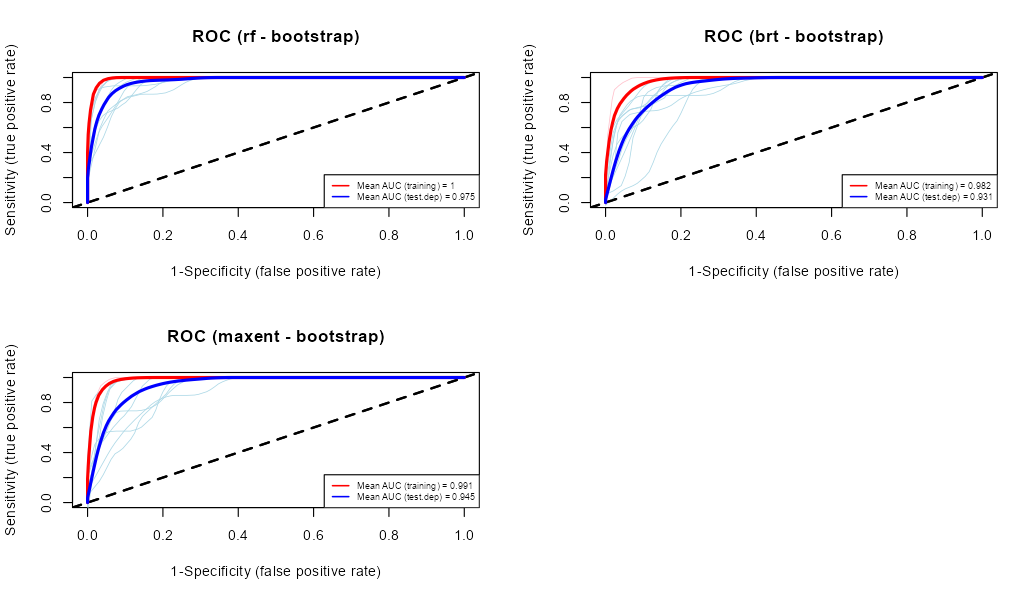 ROC (rf - bootstrap)
Sensitivity (true positive rate)
0.0 0.4 0.8
Mean AUC (training) = 1
Mean AUC (test.dep) = 0.975
0.0 0.2 0.4 0.6 0.8 1.0
1-Specificity (false positive rate)
ROC (brt - bootstrap)
Sensitivity (true positive rate)
0.0 0.4 0.8
Mean AUC (training) = 0.982
Mean AUC (test.dep) = 0.931
0.0 0.2 0.4 0.6 0.8 1.0
1-Specificity (false positive rate)
ROC (maxent - bootstrap)
Sensitivity (true positive rate)
0.0 0.4 0.8
Mean AUC (training) = 0.991
Mean AUC (test.dep) = 0.945
0.0 0.2 0.4 0.6 0.8 1.0
1-Specificity (false positive rate)